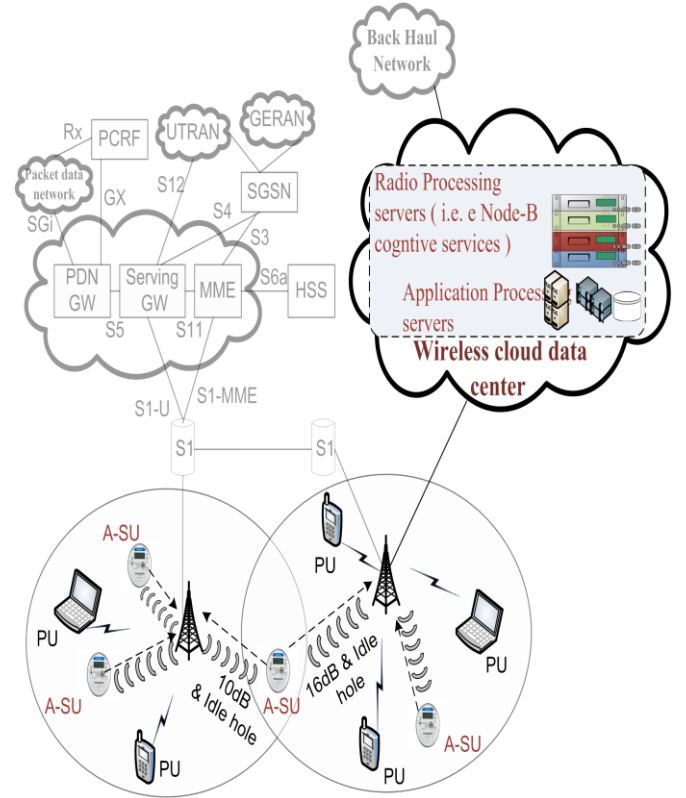 Back Haul
Network
Rx
PCRF
UTRAN
GERAN
Packet data
network
SGi
GX
S12
S4
SGSN
S3
PDN
GW
Serving
GW
MME
S6a
HSS
S5
S11
Radio Processing
servers ( i.e. e Node-B
cogntive services )
Application Proces
servers
Wireless cloud data
center
S1-U
S1-MME
S1
S1
A-SU
PU
A-SU
PU
10dB
& Idle hole
A-SU
PU
16dB & Idle
hole
PU
PU
A-SU